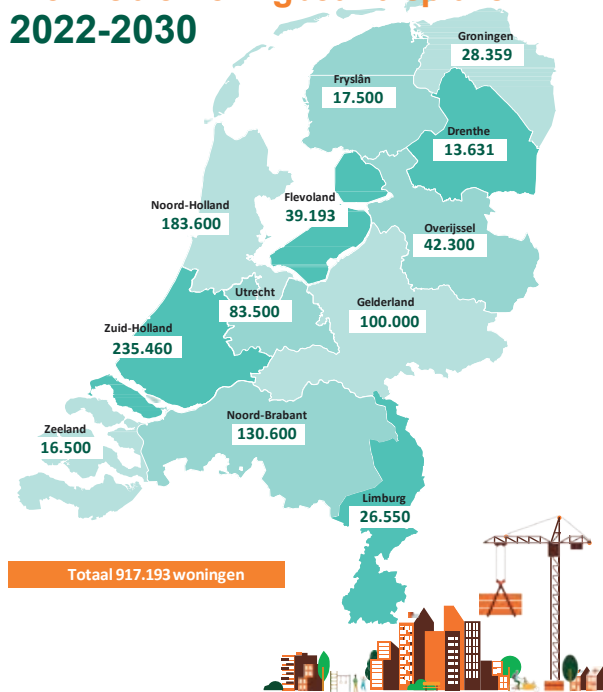 2022-2030
Groningen
28.359
Fryslân
17.500
Drenthe
13.631
Noord-Holland
183.600
Flevoland
39.193
Overijssel
42.300
Utrecht
83.500
Gelderland
100.000
Zuid-Holland
235.460
Noord-Brabant
130.600
Zeeland
16.500
Limburg
26.550
Totaal 917.193 woningen